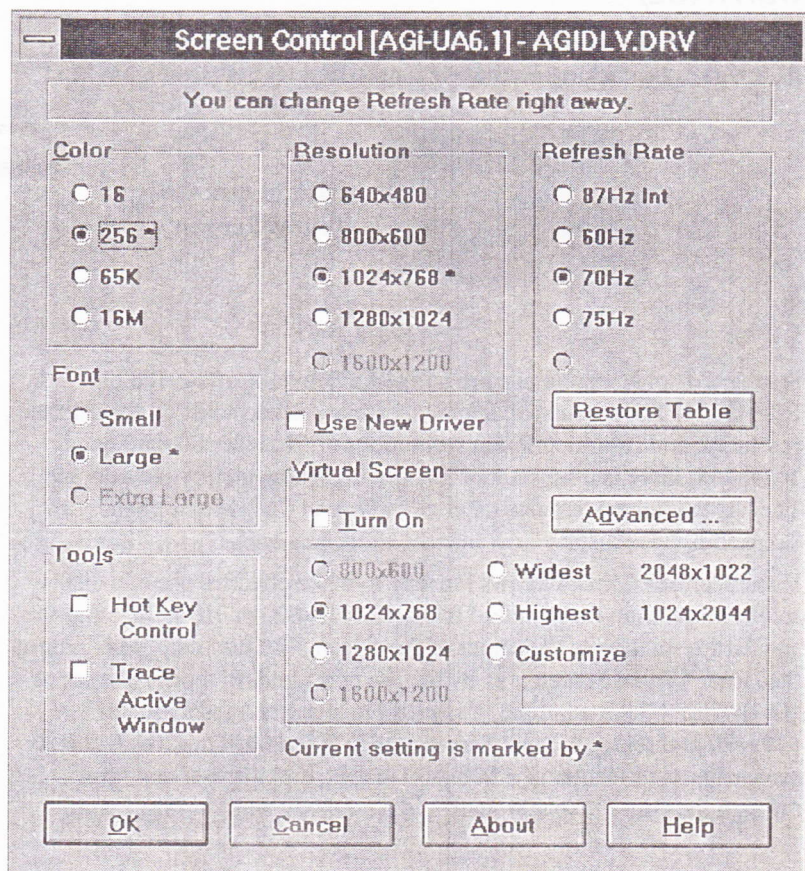 Screen Control [AGi-UA6.1] - AGIDLV.DRV
You can change Refresh Rate right away.
Color
16
256 *
65K
16M
Font
Small
Large *
Extra Large
Tools
Hot Key
Control
Trace
Active
Window
Resolution
640x480
800x600
1024x768 *
1280x1024
1600x1200
Use New Driver
Refresh Rate
87Hz Int
60Hz
70Hz
75Hz
Restore Table
Virtual Screen
Turn On
Advanced ...
800x600
1024x768
1280x1024
1600x1200
Widest 2048x1022
Highest 1024x2044
Customize
Current setting is marked by *
OK
Cancel
About
Help